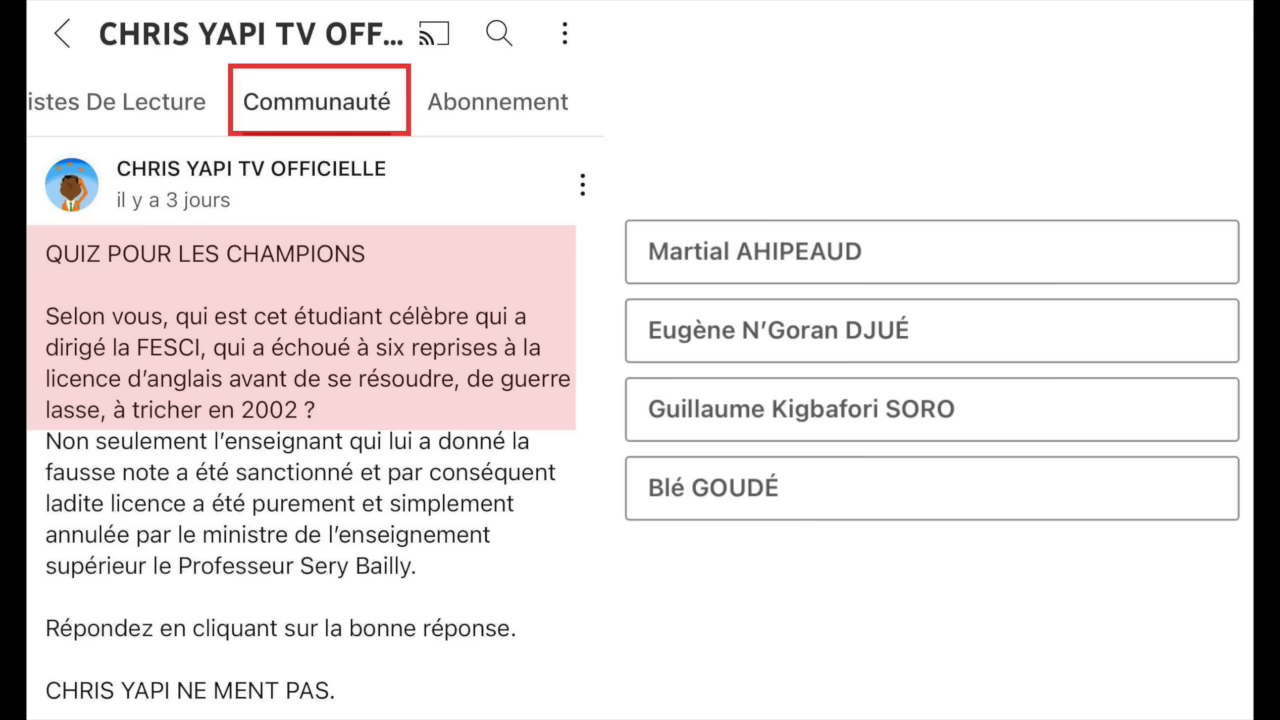 CHRIS YAPI TV OFF...
istes De Lecture Communauté Abonnement
CHRIS YAPI TV OFFICIELLE
il y a 3 jours
QUIZ POUR LES CHAMPIONS
Selon vous, qui est cet étudiant célèbre qui a
dirigé la FESCI, qui a échoué à six reprises à la
licence d'anglais avant de se résoudre, de guerre
lasse, à tricher en 2002 ?
Non seulement l'enseignant qui lui a donné la
fausse note a été sanctionné et par conséquent
ladite licence a été purement et simplement
annulée par le ministre de l'enseignement
supérieur le Professeur Sery Bailly.
Répondez en cliquant sur la bonne réponse.
CHRIS YAPI NE MENT PAS.
Martial AHIPEAUD
Eugène N'Goran DJUÉ
Guillaume Kigbafori SORO
Blé GOUDÉ